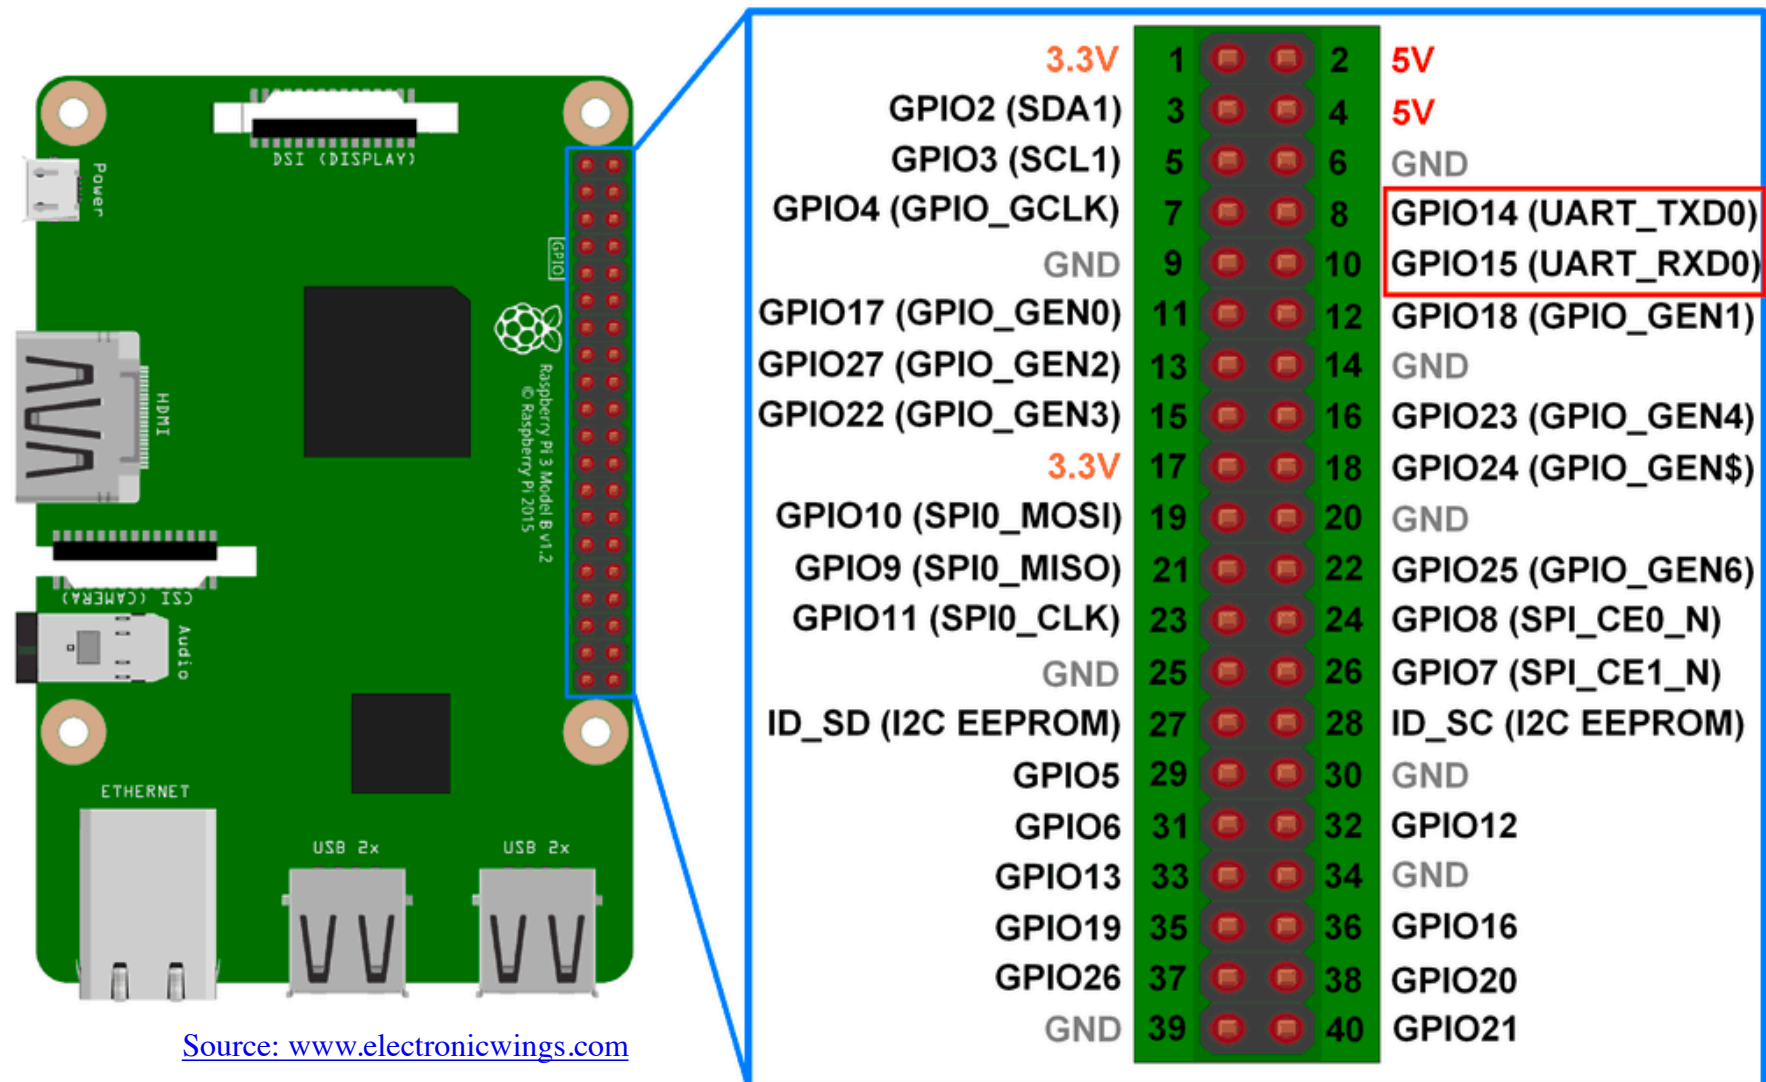 DSI (DISPLAY)
Power
GPIO
HDMI
Raspberry Pi 3 Model B v1.2
© Raspberry Pi 2015
CSI (CAMERA)
Audio
ETHERNET
USB 2x
USB 2x
Source: www.electronicwings.com
3.3V 1 2 5V
GPIO2 (SDA1) 3 4 5V
GPIO3 (SCL1) 5 6 GND
GPIO4 (GPIO_GCLK) 7 8 GPIO14 (UART_TXD0)
GND 9 10 GPIO15 (UART_RXD0)
GPIO17 (GPIO_GEN0) 11 12 GPIO18 (GPIO_GEN1)
GPIO27 (GPIO_GEN2) 13 14 GND
GPIO22 (GPIO_GEN3) 15 16 GPIO23 (GPIO_GEN4)
3.3V 17 18 GPIO24 (GPIO_GEN$)
GPIO10 (SPI0_MOSI) 19 20 GND
GPIO9 (SPI0_MISO) 21 22 GPIO25 (GPIO_GEN6)
GPIO11 (SPI0_CLK) 23 24 GPIO8 (SPI_CE0_N)
GND 25 26 GPIO7 (SPI_CE1_N)
ID_SD (I2C EEPROM) 27 28 ID_SC (I2C EEPROM)
GPIO5 29 30 GND
GPIO6 31 32 GPIO12
GPIO13 33 34 GND
GPIO19 35 36 GPIO16
GPIO26 37 38 GPIO20
GND 39 40 GPIO21